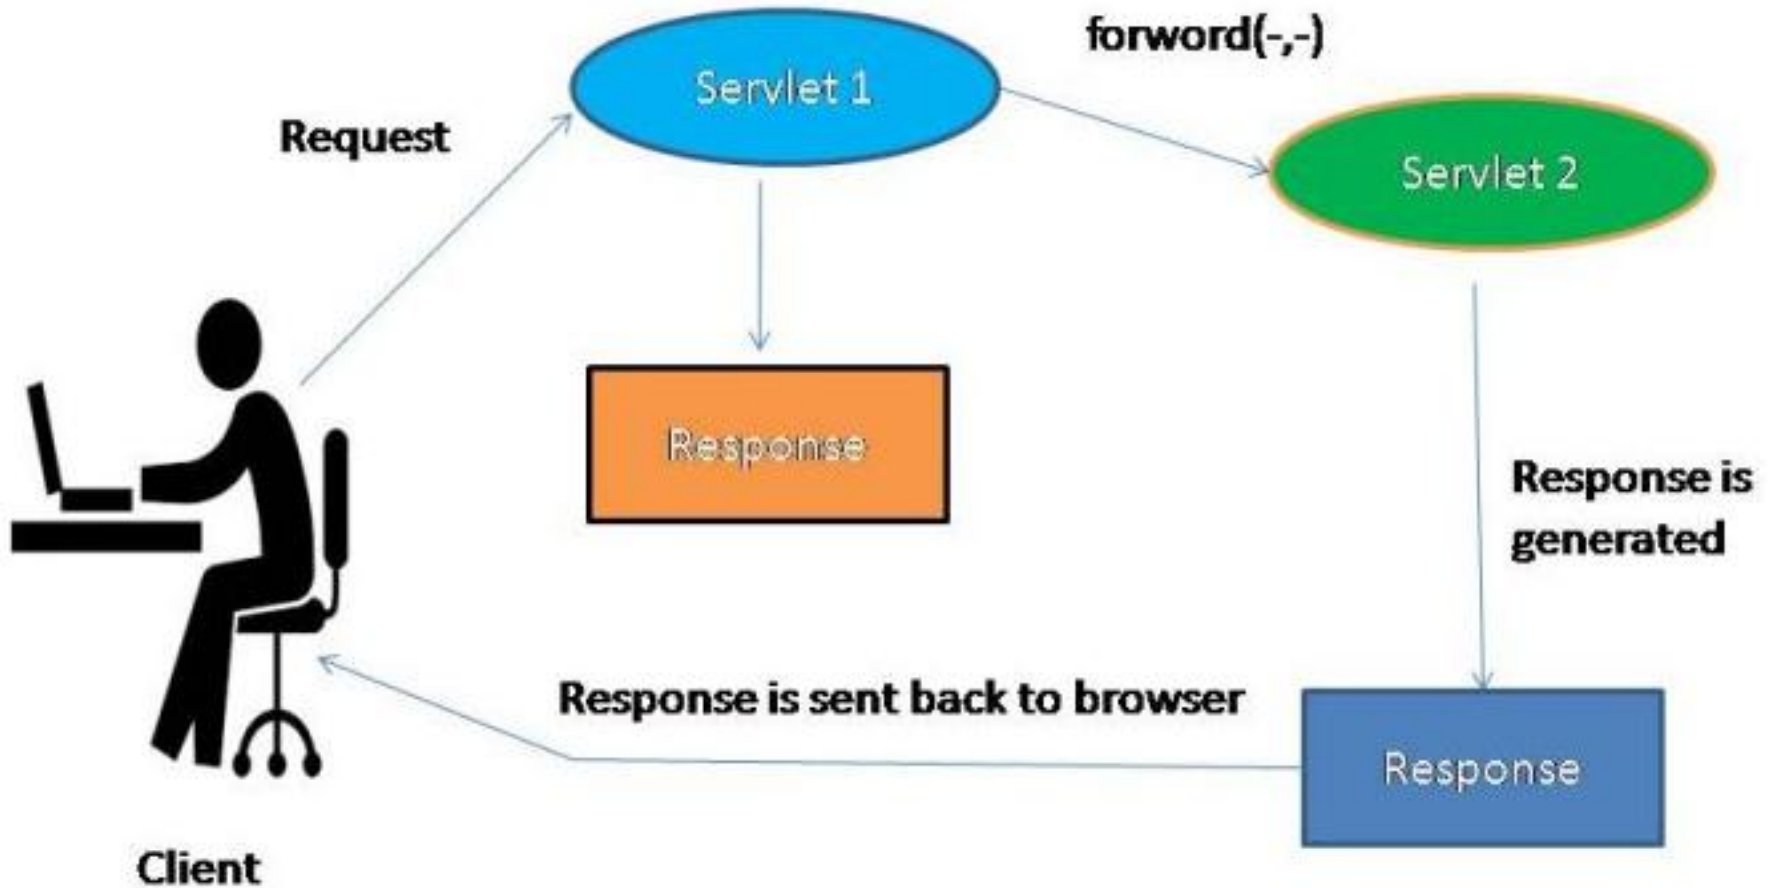 forword(-,-)
Servlet 1
Request
Servlet 2
Response
Response is
generated
Response is sent back to browser
Response
Client